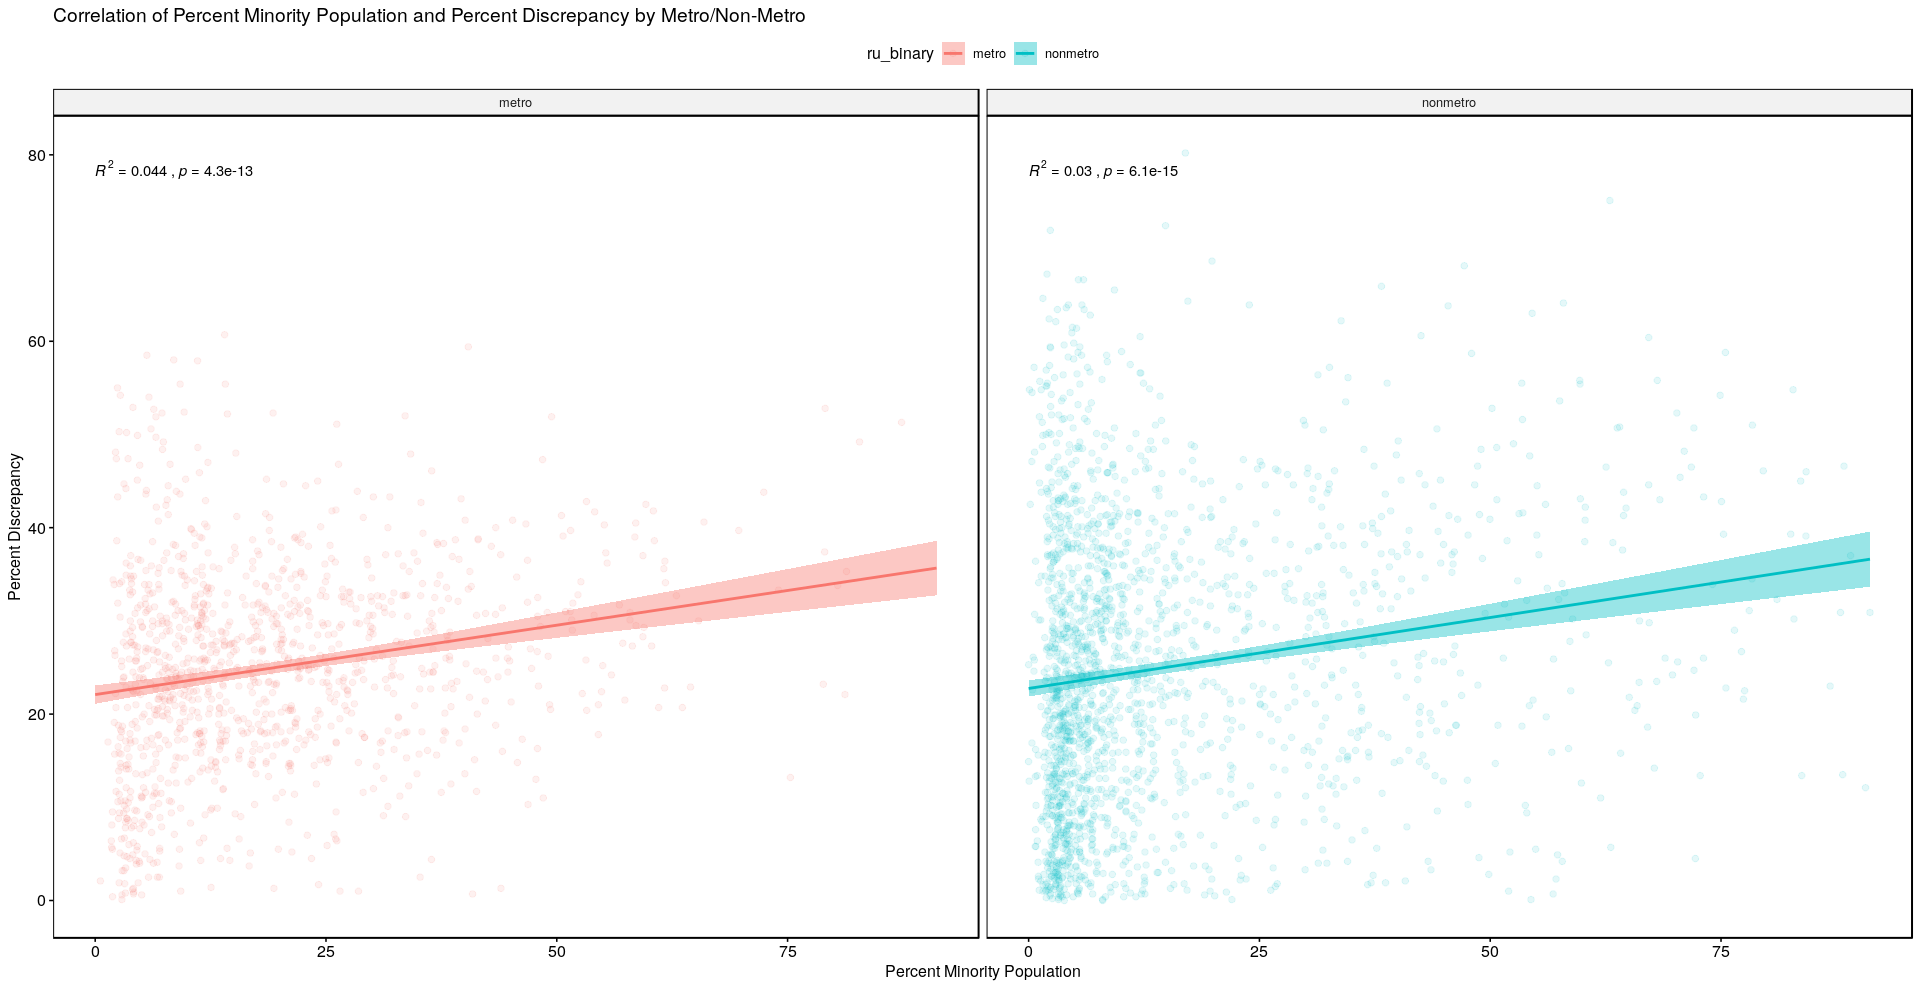 Correlation of Percent Minority Population and Percent Discrepancy by Metro/Non-Metro
ru_binary metro nonmetro
metro
nonmetro
R² = 0.044 , p = 4.3e-13
R² = 0.03 , p = 6.1e-15
Percent Discrepancy
80
60
40
20
0
0 25 50 75
0 25 50 75
Percent Minority Population